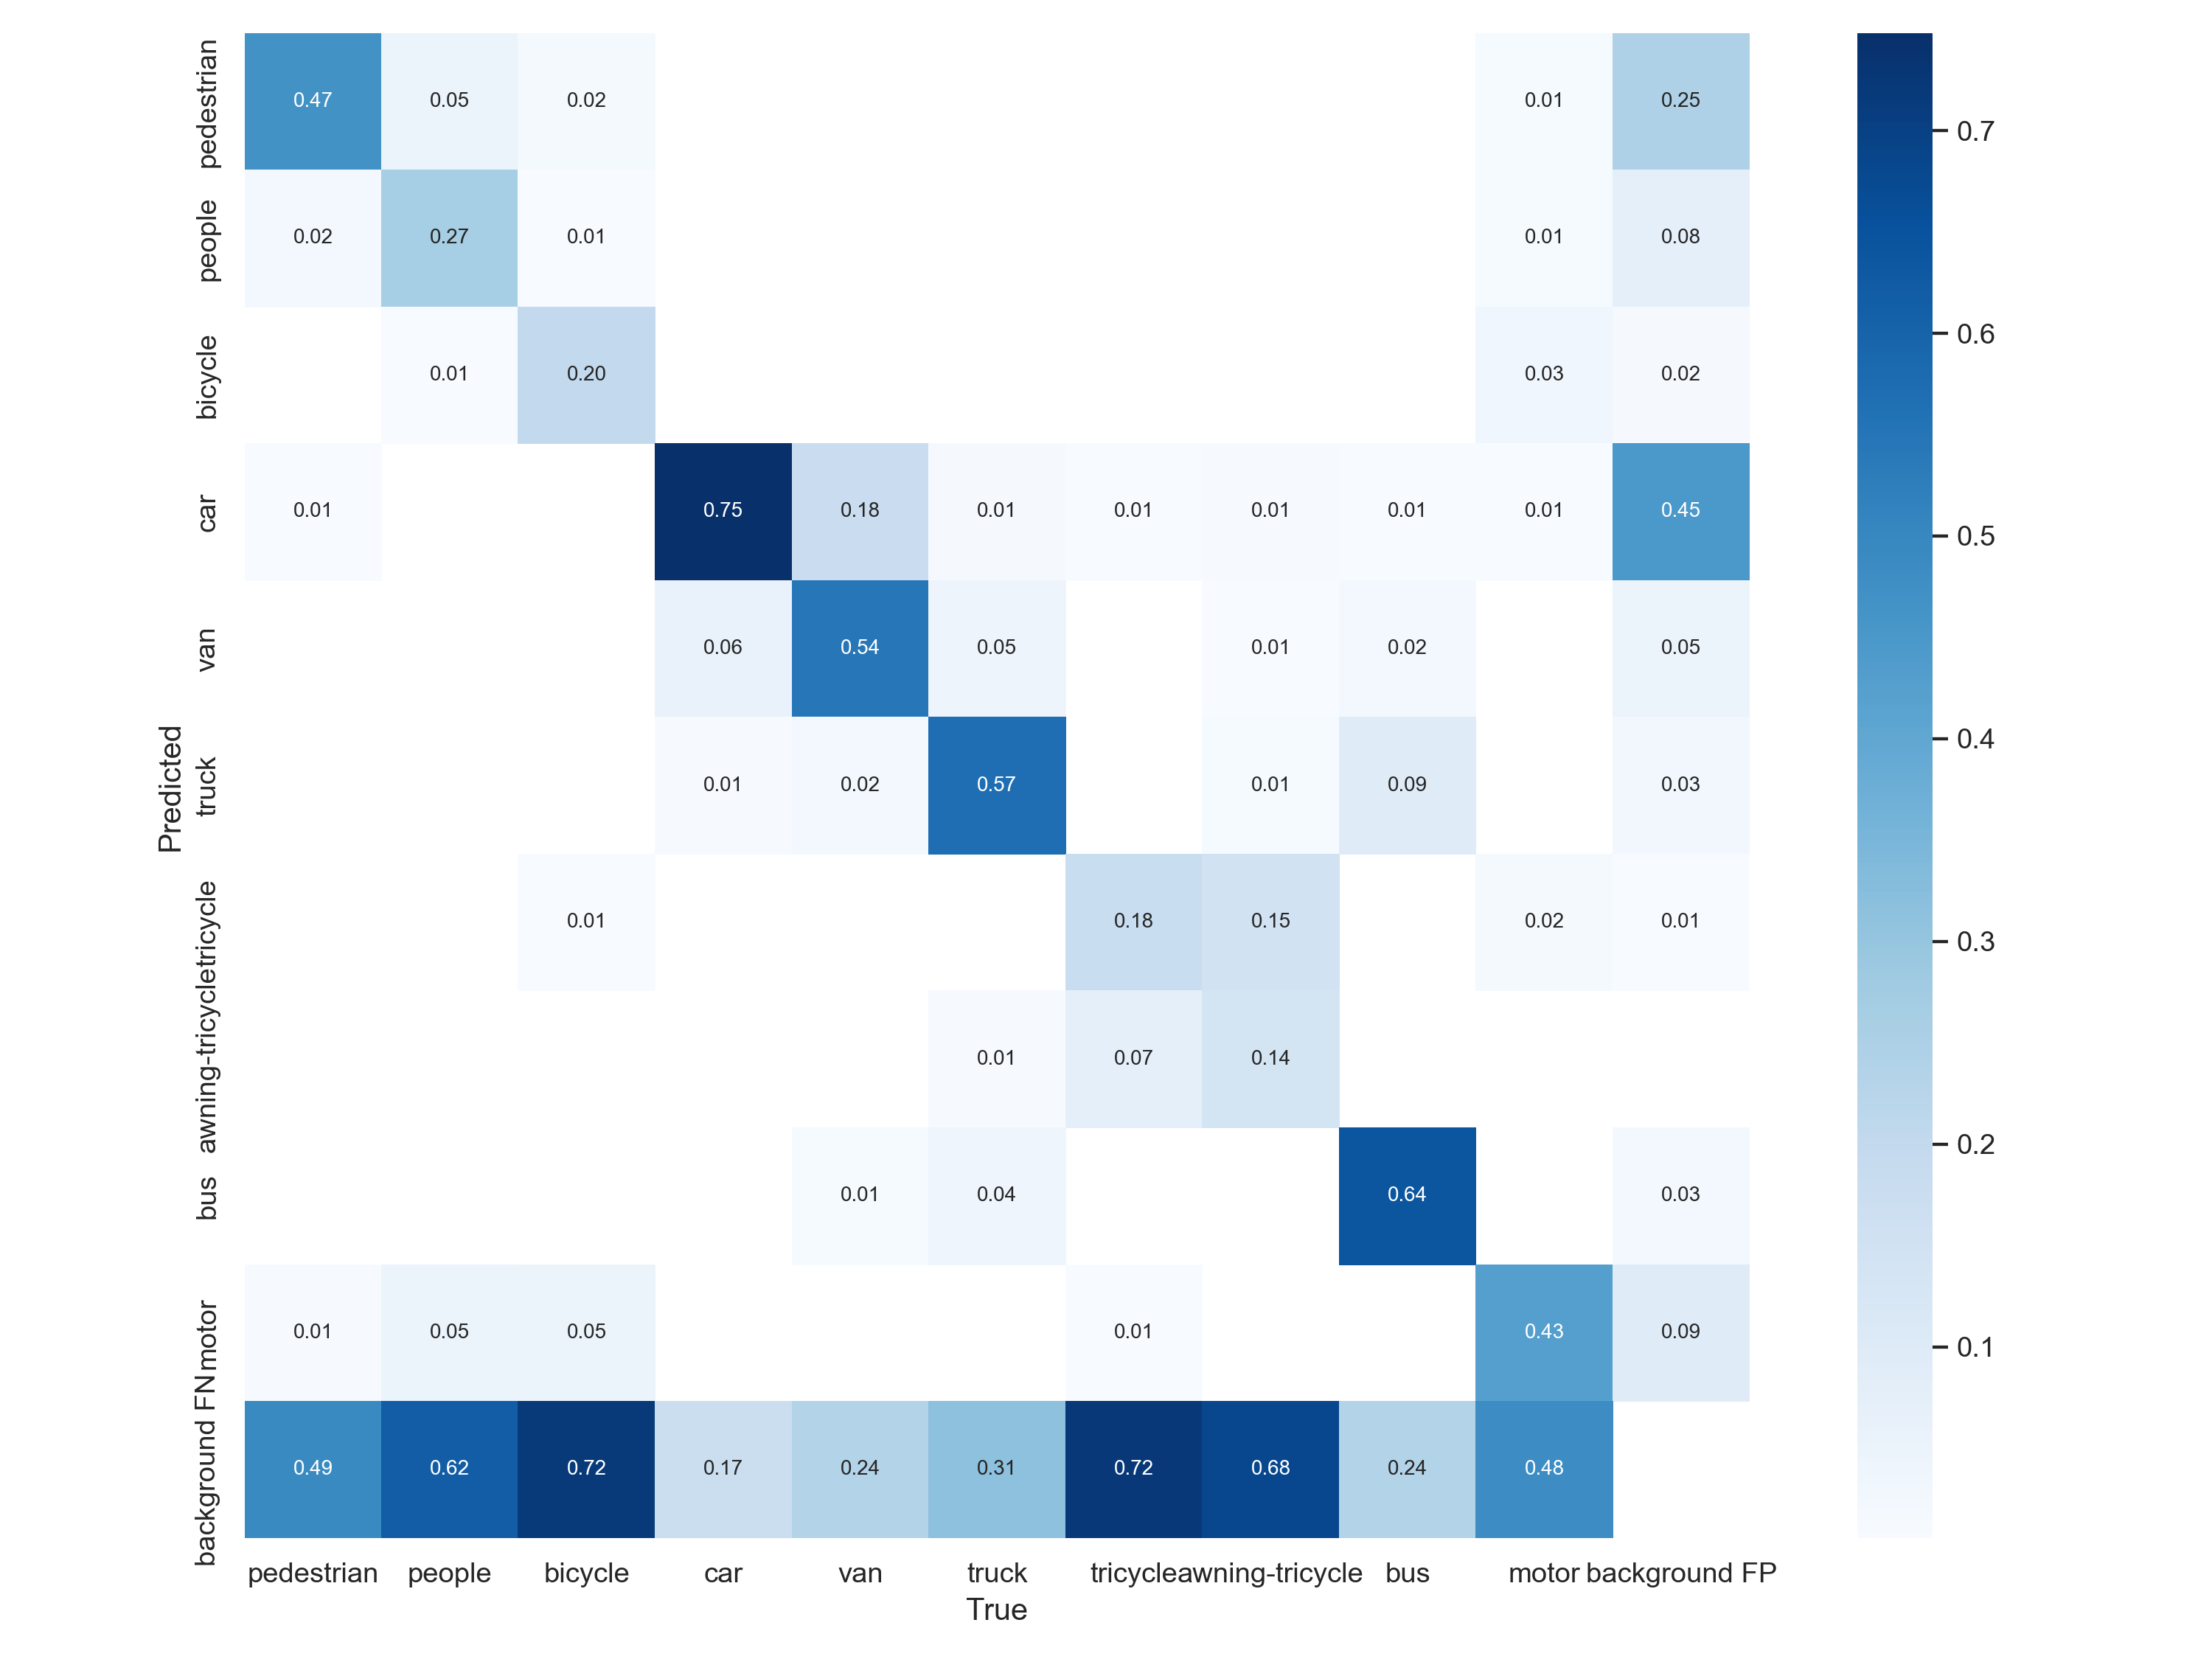 pedestrian 0.47 0.05 0.02 0.01 0.25
people 0.02 0.27 0.01 0.01 0.08
bicycle 0.01 0.20 0.03 0.02
car 0.01 0.75 0.18 0.01 0.01 0.01 0.01 0.01 0.45
van 0.06 0.54 0.05 0.01 0.02 0.05
truck 0.01 0.02 0.57 0.01 0.09 0.03
tricycle 0.01 0.18 0.15 0.02 0.01
awning-tricycle 0.01 0.07 0.14
bus 0.01 0.04 0.64 0.03
motor 0.01 0.05 0.05 0.01 0.43 0.09
background FN 0.49 0.62 0.72 0.17 0.24 0.31 0.72 0.68 0.24 0.48
pedestrian people bicycle car van truck tricycle awning-tricycle bus motor background FP
True
Predicted
0.7
0.6
0.5
0.4
0.3
0.2
0.1